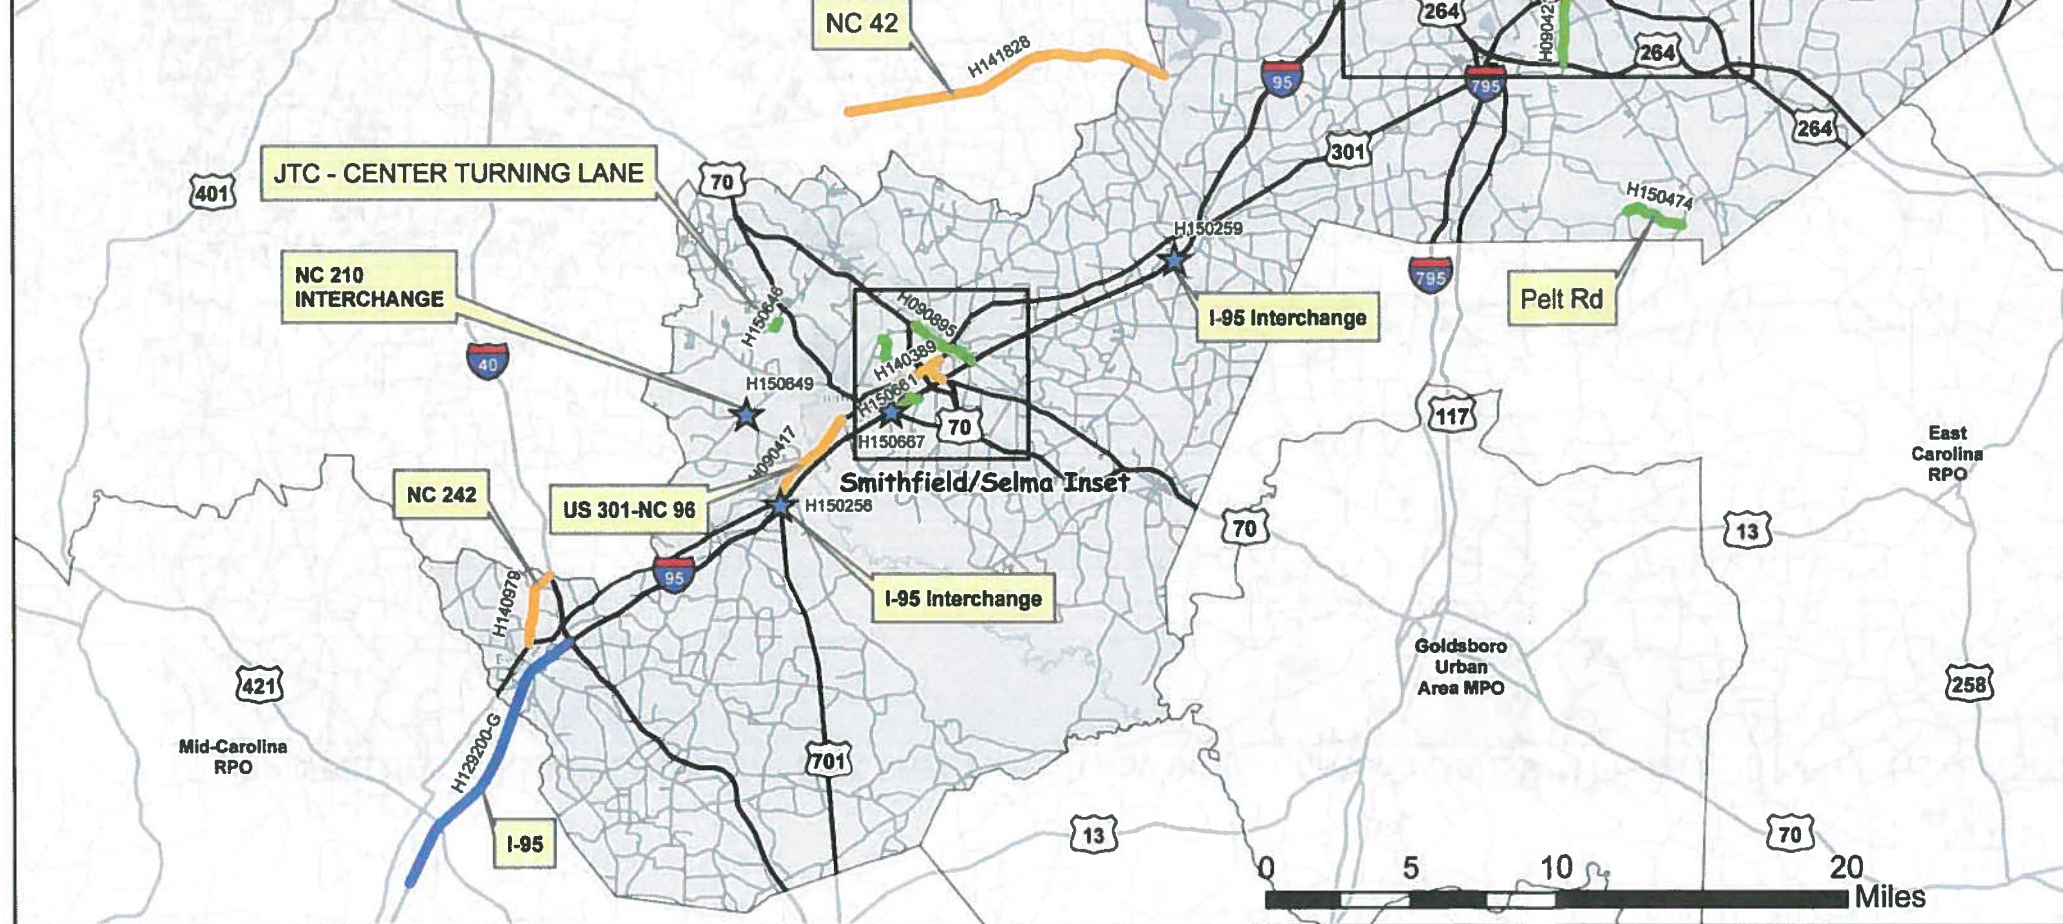 NC 42
H141828
264
H09042
264
95
795
264
301
JTC - CENTER TURNING LANE
70
401
H150474
H150259
NC 210
INTERCHANGE
795
Pelt Rd
I-95 Interchange
H090895
40
H140389
H150649
H150661
117
70
H150667
H090417
East
Carolina
RPO
NC 242
Smithfield/Selma Inset
US 301-NC 96
H150258
70
13
95
I-95 Interchange
H140979
Goldsboro
Urban
Area MPO
421
258
H129200-G
Mid-Carolina
RPO
701
I-95
13
70
0 5 10 20
Miles